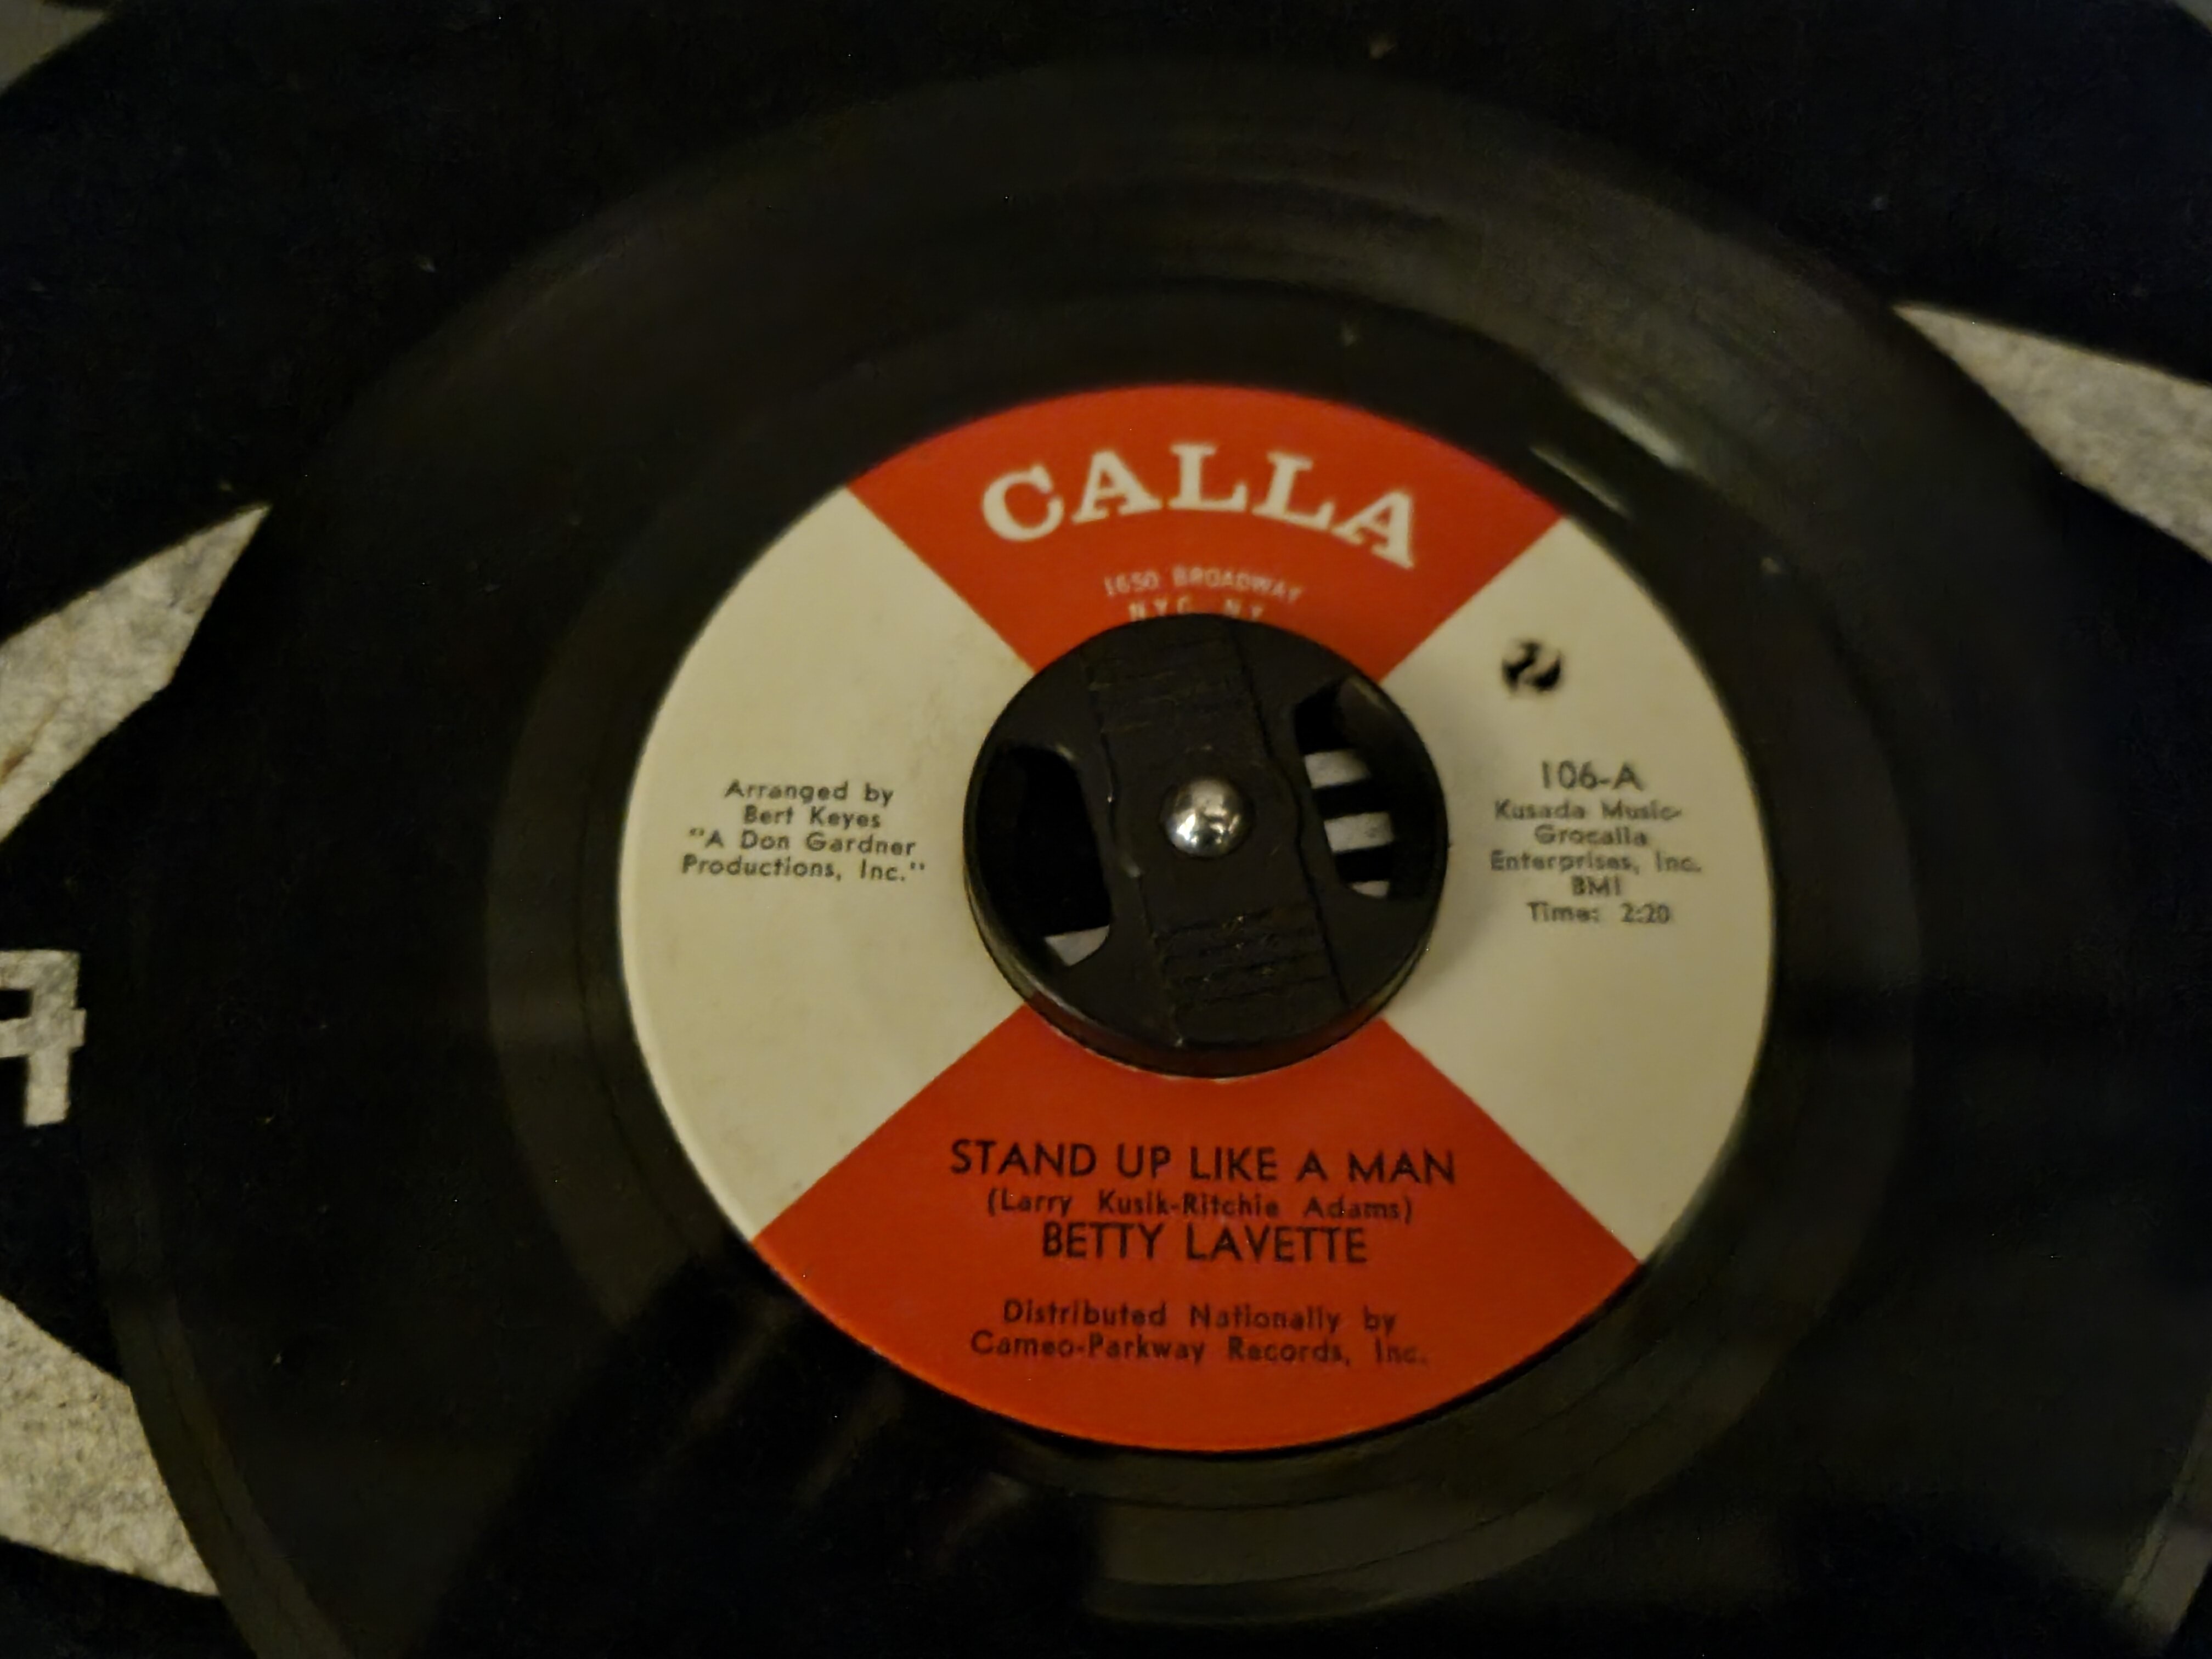 CALLA
1650 BROADWAY
NYC NY
Arranged by
Bert Keyes
"A Don Gardner
Productions, Inc."
106-A
Kusada Music-
Grocalla
Enterprises, Inc.
BMI
Time: 2:20
STAND UP LIKE A MAN
(Larry Kusik-Ritchie Adams)
BETTY LAVETTE
Distributed Nationally by
Cameo-Parkway Records, Inc.